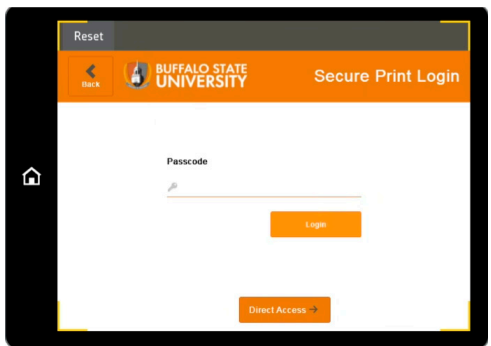 Reset
Back
BUFFALO STATE
UNIVERSITY
Secure Print Login
Passcode
Login
Direct Access →